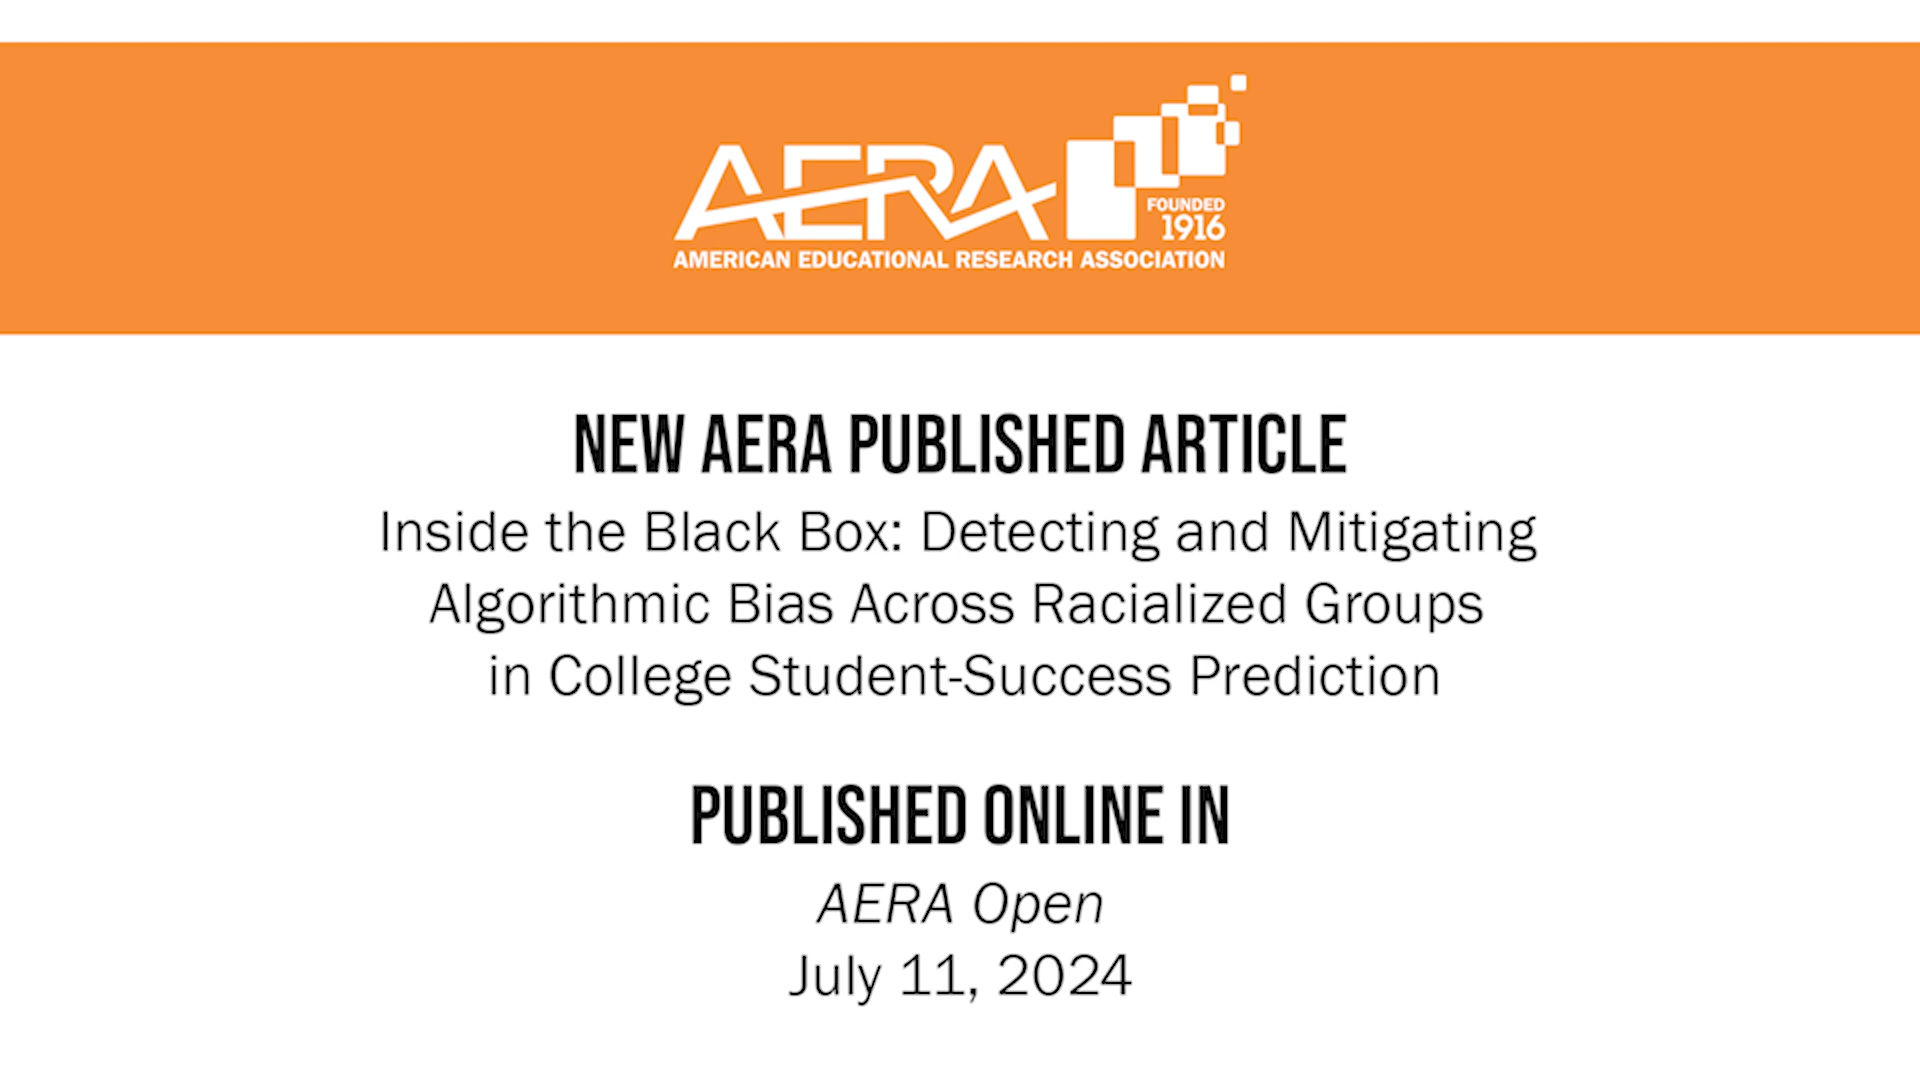 AERA
FOUNDED
1916
AMERICAN EDUCATIONAL RESEARCH ASSOCIATION
NEW AERA PUBLISHED ARTICLE
Inside the Black Box: Detecting and Mitigating
Algorithmic Bias Across Racialized Groups
in College Student-Success Prediction
PUBLISHED ONLINE IN
AERA Open
July 11, 2024